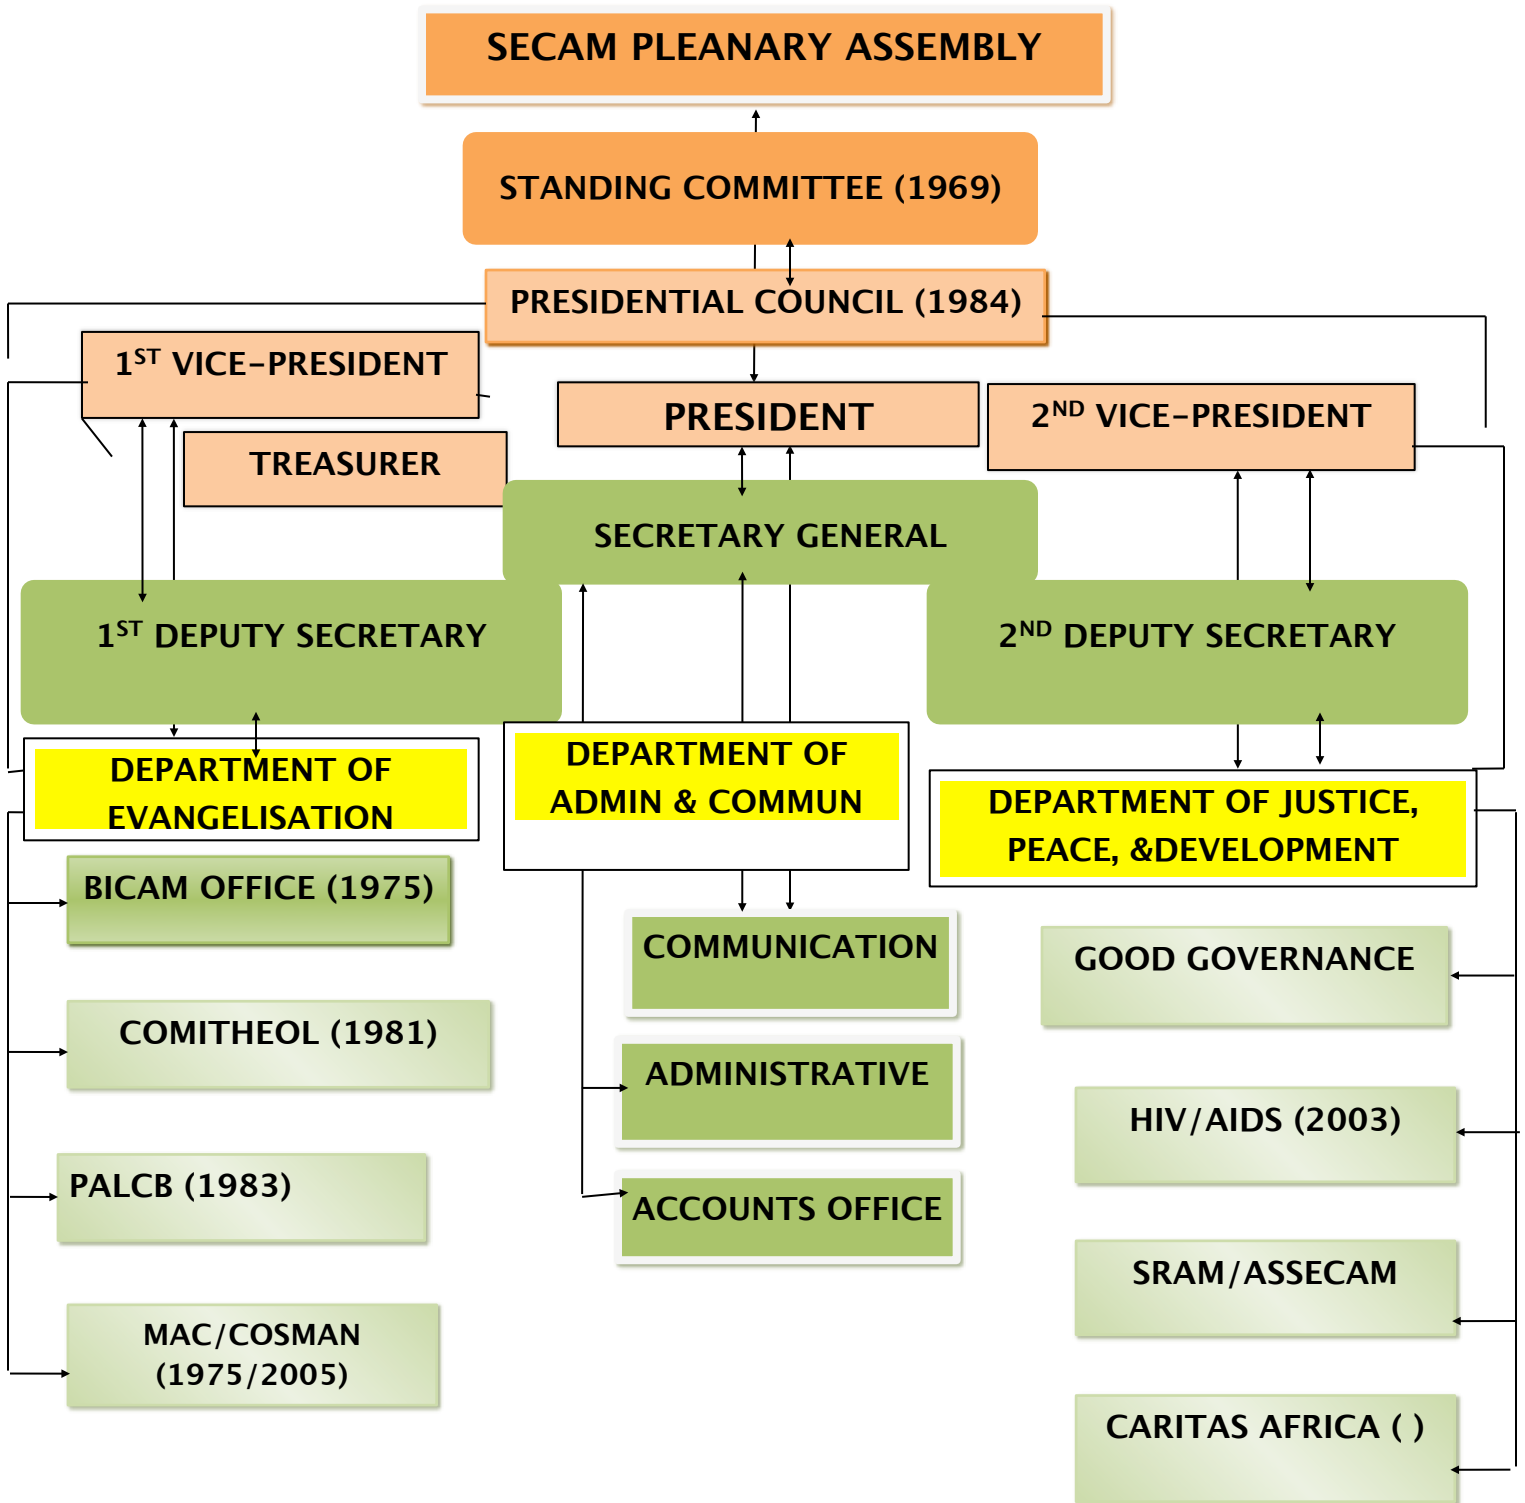 SECAM PLEANARY ASSEMBLY
STANDING COMMITTEE (1969)
PRESIDENTIAL COUNCIL (1984)
1ST VICE-PRESIDENT
PRESIDENT
2ND VICE-PRESIDENT
TREASURER
SECRETARY GENERAL
1ST DEPUTY SECRETARY
2ND DEPUTY SECRETARY
DEPARTMENT OF
EVANGELISATION
DEPARTMENT OF
ADMIN & COMMUN
DEPARTMENT OF JUSTICE,
PEACE, &DEVELOPMENT
BICAM OFFICE (1975)
COMITHEOL (1981)
PALCB (1983)
MAC/COSMAN
(1975/2005)
COMMUNICATION
ADMINISTRATIVE
ACCOUNTS OFFICE
GOOD GOVERNANCE
HIV/AIDS (2003)
SRAM/ASSECAM
CARITAS AFRICA ( )